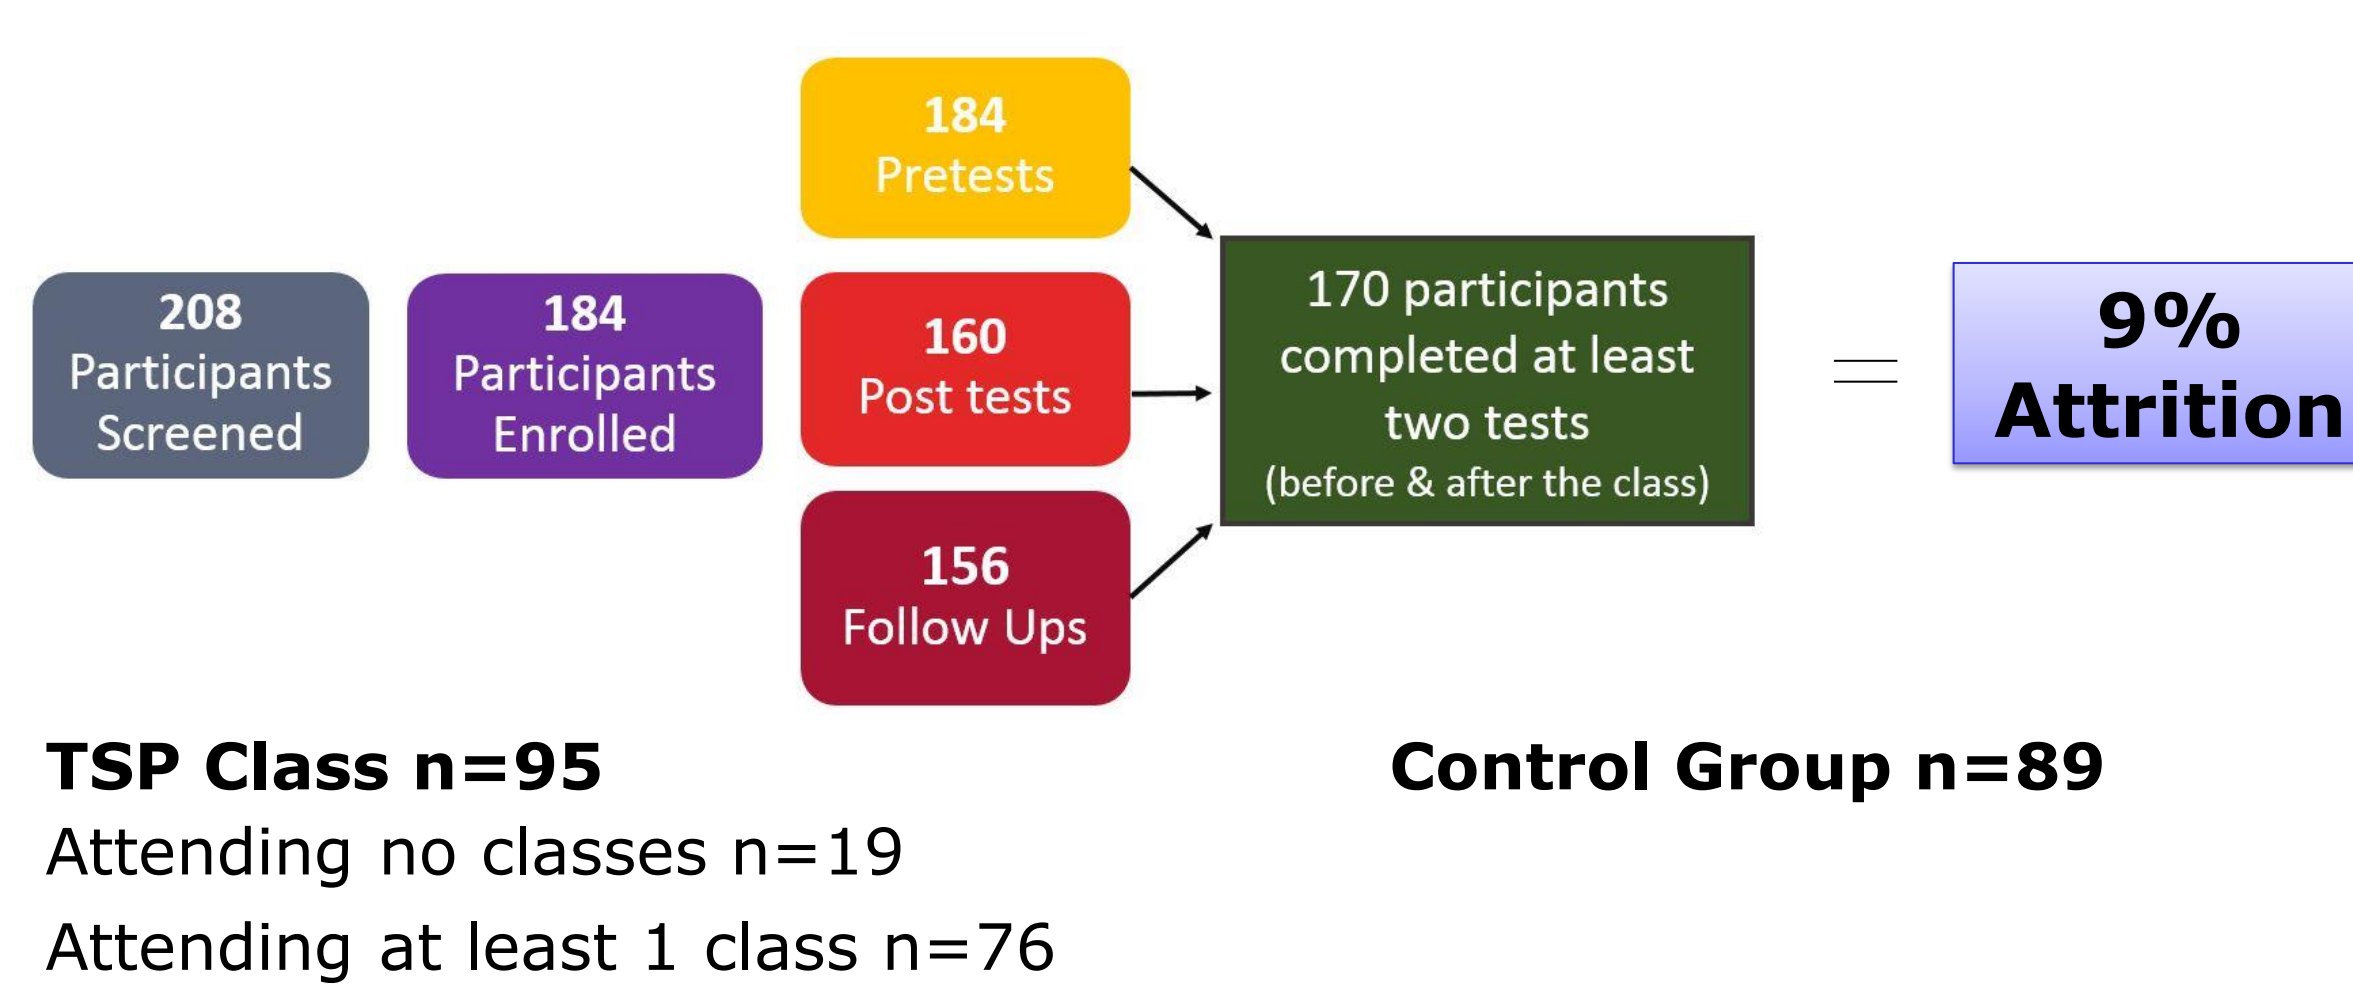 208
Participants
Screened
184
Participants
Enrolled
184
Pretests
160
Post tests
156
Follow Ups
170 participants
completed at least
two tests
(before & after the class)
=
9%
Attrition
TSP Class n=95
Attending no classes n=19
Attending at least 1 class n=76
Control Group n=89